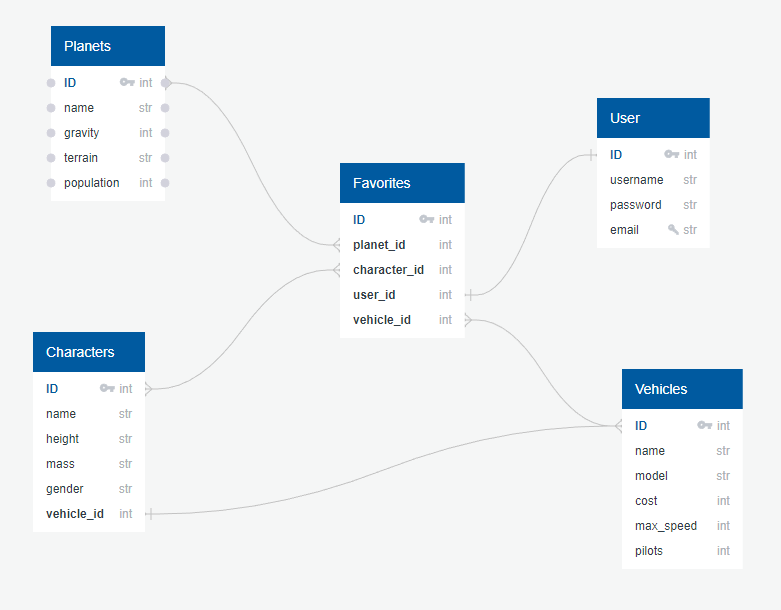 Planets
ID int
name str
gravity int
terrain str
population int
Favorites
ID int
planet_id int
character_id int
user_id int
vehicle_id int
User
ID int
username str
password str
email str
Characters
ID int
name str
height str
mass str
gender str
vehicle_id int
Vehicles
ID int
name str
model str
cost int
max_speed int
pilots int